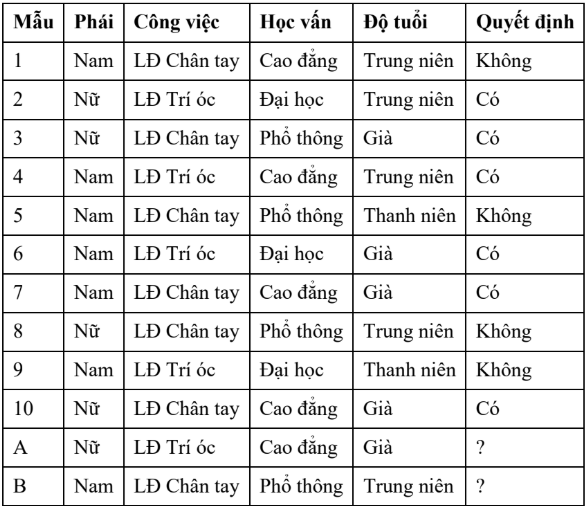 Mẫu Phái Công việc Học vấn Độ tuổi Quyết định
1 Nam LĐ Chân tay Cao đẳng Trung niên Không
2 Nữ LĐ Trí óc Đại học Trung niên Có
3 Nữ LĐ Chân tay Phổ thông Già Có
4 Nam LĐ Trí óc Cao đẳng Trung niên Có
5 Nam LĐ Chân tay Phổ thông Thanh niên Không
6 Nam LĐ Trí óc Đại học Già Có
7 Nam LĐ Chân tay Cao đẳng Già Có
8 Nữ LĐ Chân tay Phổ thông Trung niên Không
9 Nam LĐ Trí óc Đại học Thanh niên Không
10 Nữ LĐ Chân tay Cao đẳng Già Có
A Nữ LĐ Trí óc Cao đẳng Già ?
B Nam LĐ Chân tay Phổ thông Trung niên ?